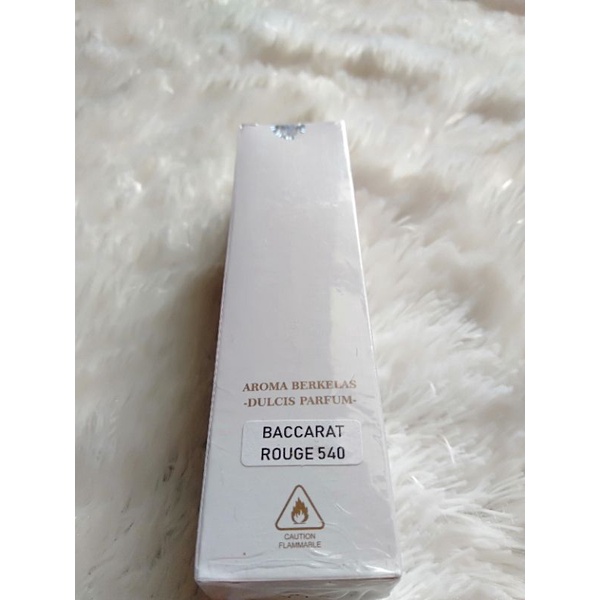 AROMA BERKELAS
-DULCIS PARFUM-
BACCARAT
ROUGE 540
CAUTION
FLAMMABLE